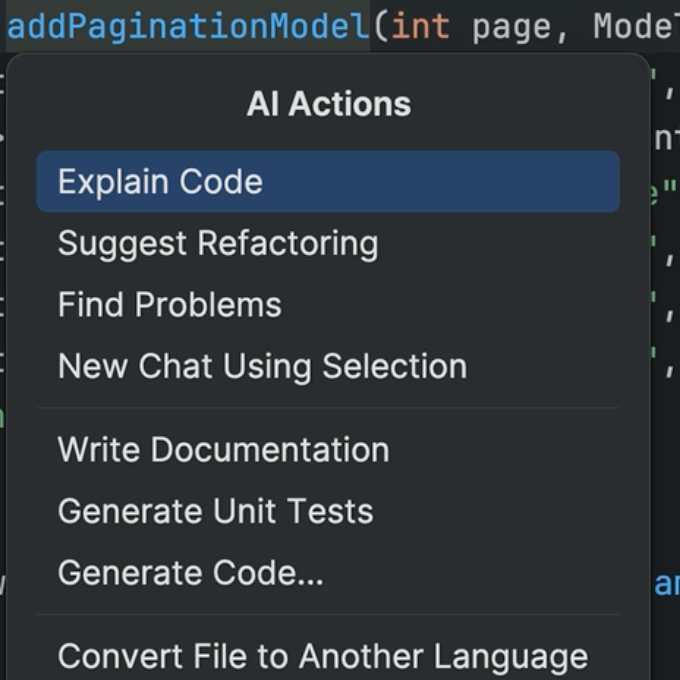 addPaginationModel(int page, Model
AI Actions
Explain Code
Suggest Refactoring
Find Problems
New Chat Using Selection
Write Documentation
Generate Unit Tests
Generate Code...
Convert File to Another Language